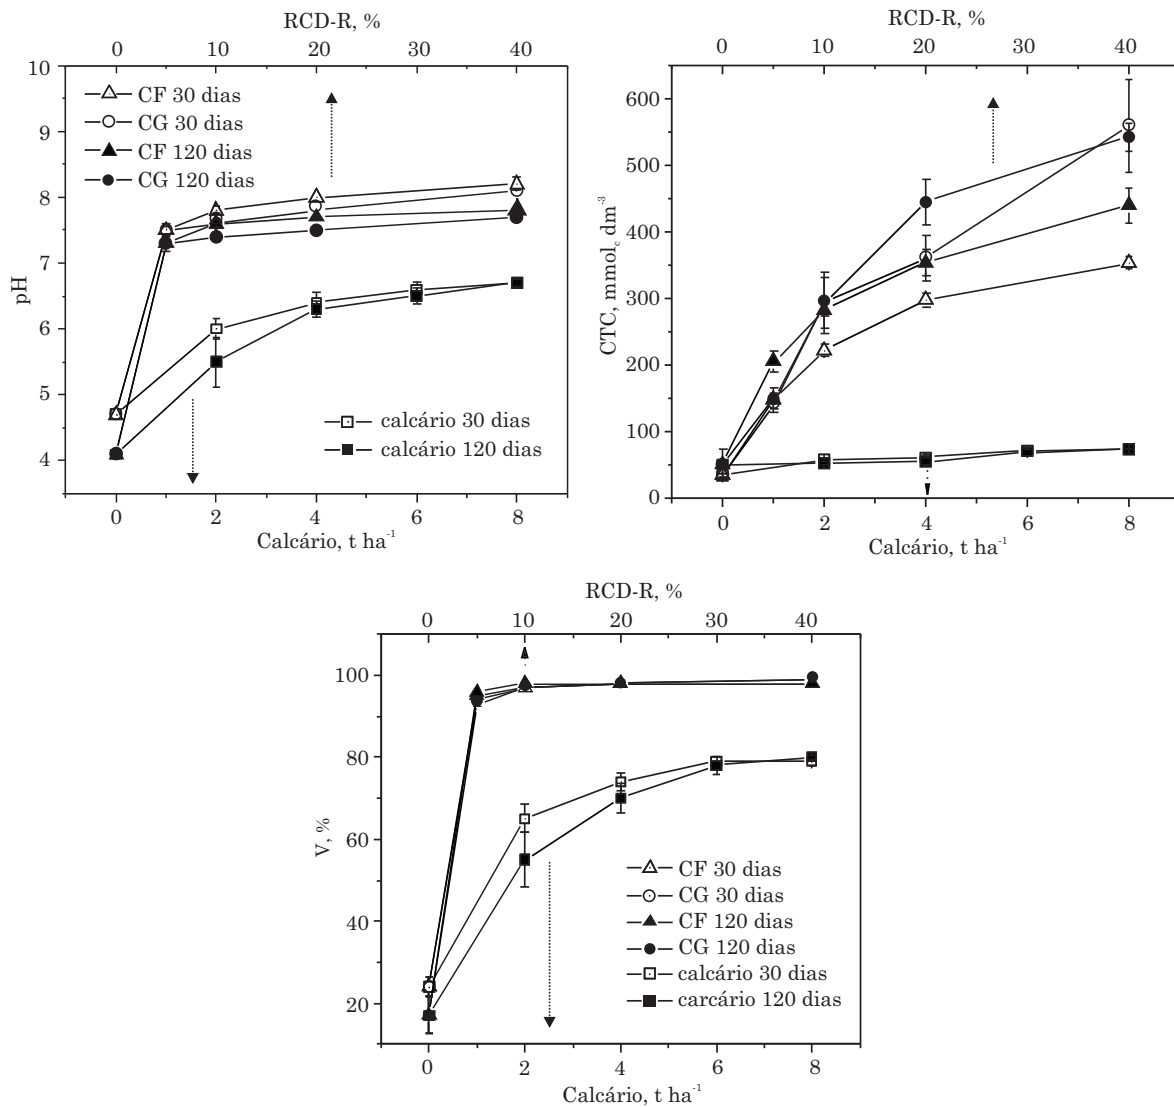 RCD-R, %
0 10 20 30 40
10
9
8
7
6
5
4
pH
CF 30 dias
CG 30 dias
CF 120 dias
CG 120 dias
calcário 30 dias
calcário 120 dias
0 2 4 6 8
Calcário, t ha⁻¹
RCD-R, %
0 10 20 30 40
600
500
400
300
200
100
0
CTC, mmol_c dm⁻³
0 2 4 6 8
Calcário, t ha⁻¹
RCD-R, %
0 10 20 30 40
100
80
60
40
20
V, %
CF 30 dias
CG 30 dias
CF 120 dias
CG 120 dias
calcário 30 dias
carcário 120 dias
0 2 4 6 8
Calcário, t ha⁻¹